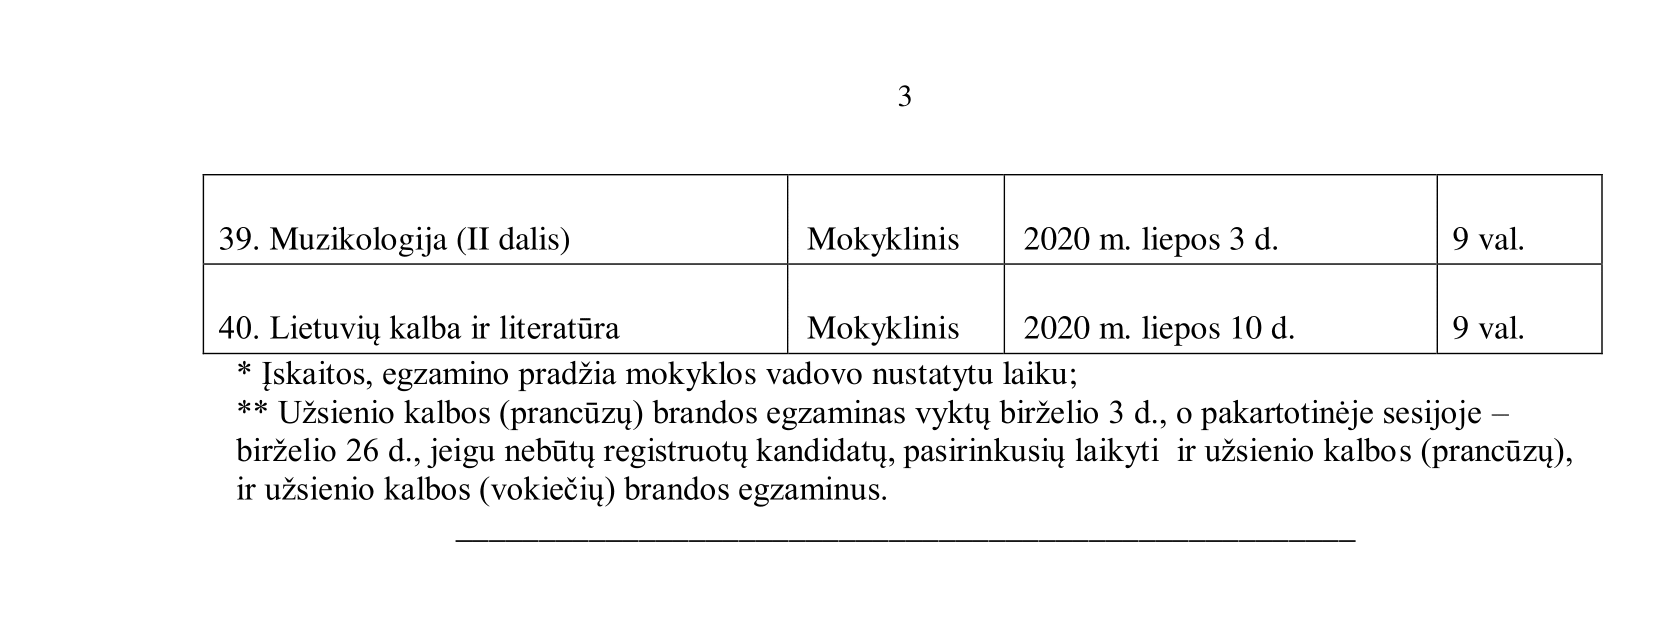 3
39. Muzikologija (II dalis) Mokyklinis 2020 m. liepos 3 d. 9 val.
40. Lietuvių kalba ir literatūra Mokyklinis 2020 m. liepos 10 d. 9 val.
* Įskaitos, egzamino pradžia mokyklos vadovo nustatytu laiku;
** Užsienio kalbos (prancūzų) brandos egzaminas vyktų birželio 3 d., o pakartotinėje sesijoje –
birželio 26 d., jeigu nebūtų registruotų kandidatų, pasirinkusių laikyti ir užsienio kalbos (prancūzų),
ir užsienio kalbos (vokiečių) brandos egzaminus.